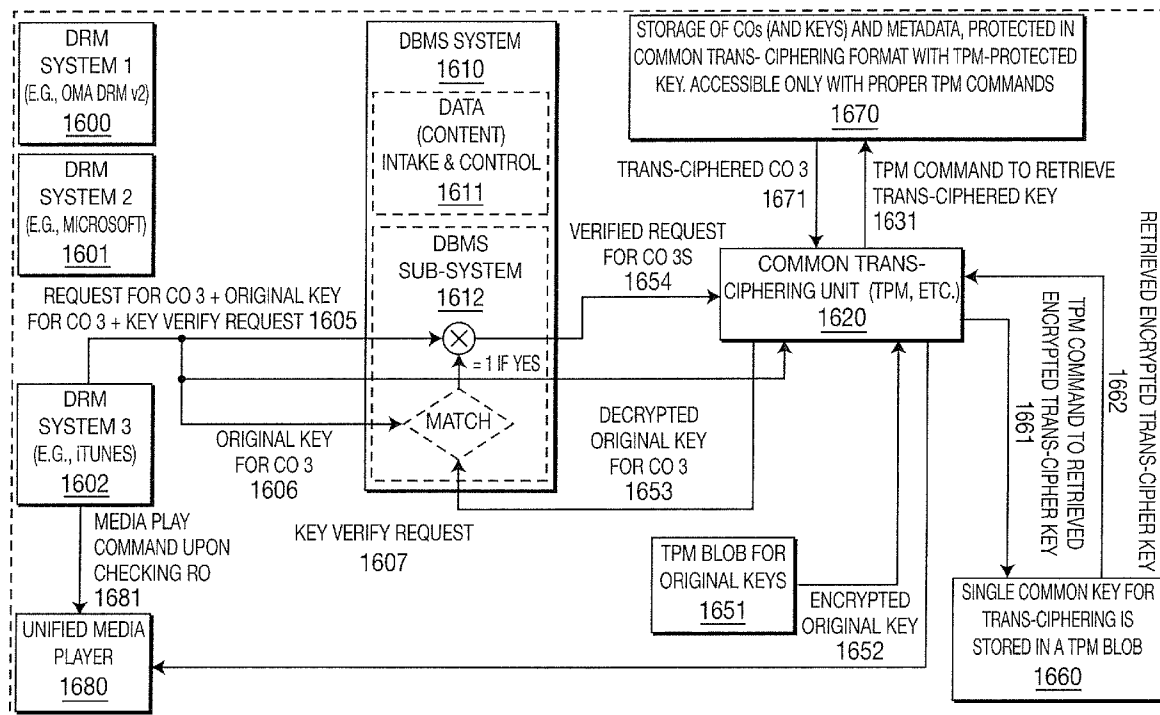 DRM
SYSTEM 1
(E.G., OMA DRM v2)
1600
DRM
SYSTEM 2
(E.G., MICROSOFT)
1601
REQUEST FOR CO 3 + ORIGINAL KEY
FOR CO 3 + KEY VERIFY REQUEST 1605
DRM
SYSTEM 3
(E.G., iTUNES)
1602
MEDIA PLAY
COMMAND UPON
CHECKING RO
1681
UNIFIED MEDIA
PLAYER
1680
DBMS SYSTEM
1610
DATA
(CONTENT)
INTAKE & CONTROL
1611
DBMS
SUB-SYSTEM
1612
= 1 IF YES
MATCH
ORIGINAL KEY
FOR CO 3
1606
KEY VERIFY REQUEST
1607
STORAGE OF COs (AND KEYS) AND METADATA, PROTECTED IN
COMMON TRANS- CIPHERING FORMAT WITH TPM-PROTECTED
KEY. ACCESSIBLE ONLY WITH PROPER TPM COMMANDS
1670
TRANS-CIPHERED CO 3
1671
TPM COMMAND TO RETRIEVE
TRANS-CIPHERED KEY
1631
VERIFIED REQUEST
FOR CO 3S
1654
COMMON TRANS-
CIPHERING UNIT (TPM, ETC.)
1620
DECRYPTED
ORIGINAL KEY
FOR CO 3
1653
TPM BLOB FOR
ORIGINAL KEYS
1651
ENCRYPTED
ORIGINAL KEY
1652
TPM COMMAND TO RETRIEVED
ENCRYPTED TRANS-CIPHER KEY
1661
RETRIEVED ENCRYPTED TRANS-CIPHER KEY
1662
SINGLE COMMON KEY FOR
TRANS-CIPHERING IS
STORED IN A TPM BLOB
1660